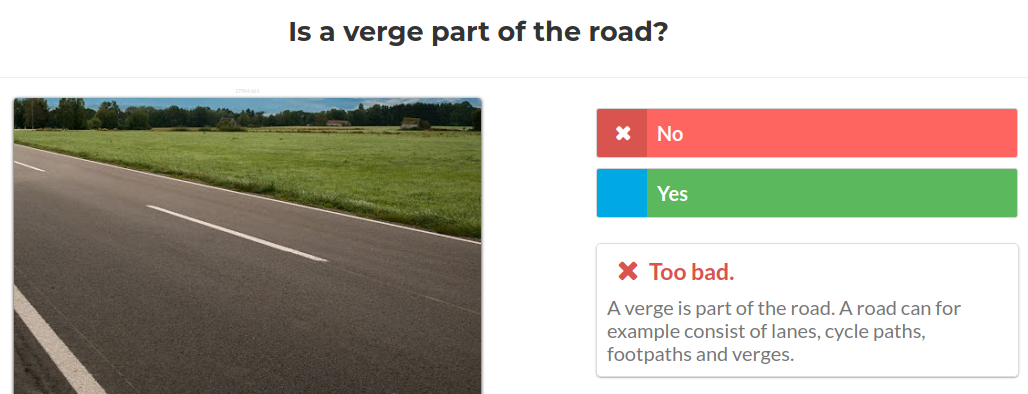 Is a verge part of the road?
No
Yes
Too bad.
A verge is part of the road. A road can for
example consist of lanes, cycle paths,
footpaths and verges.